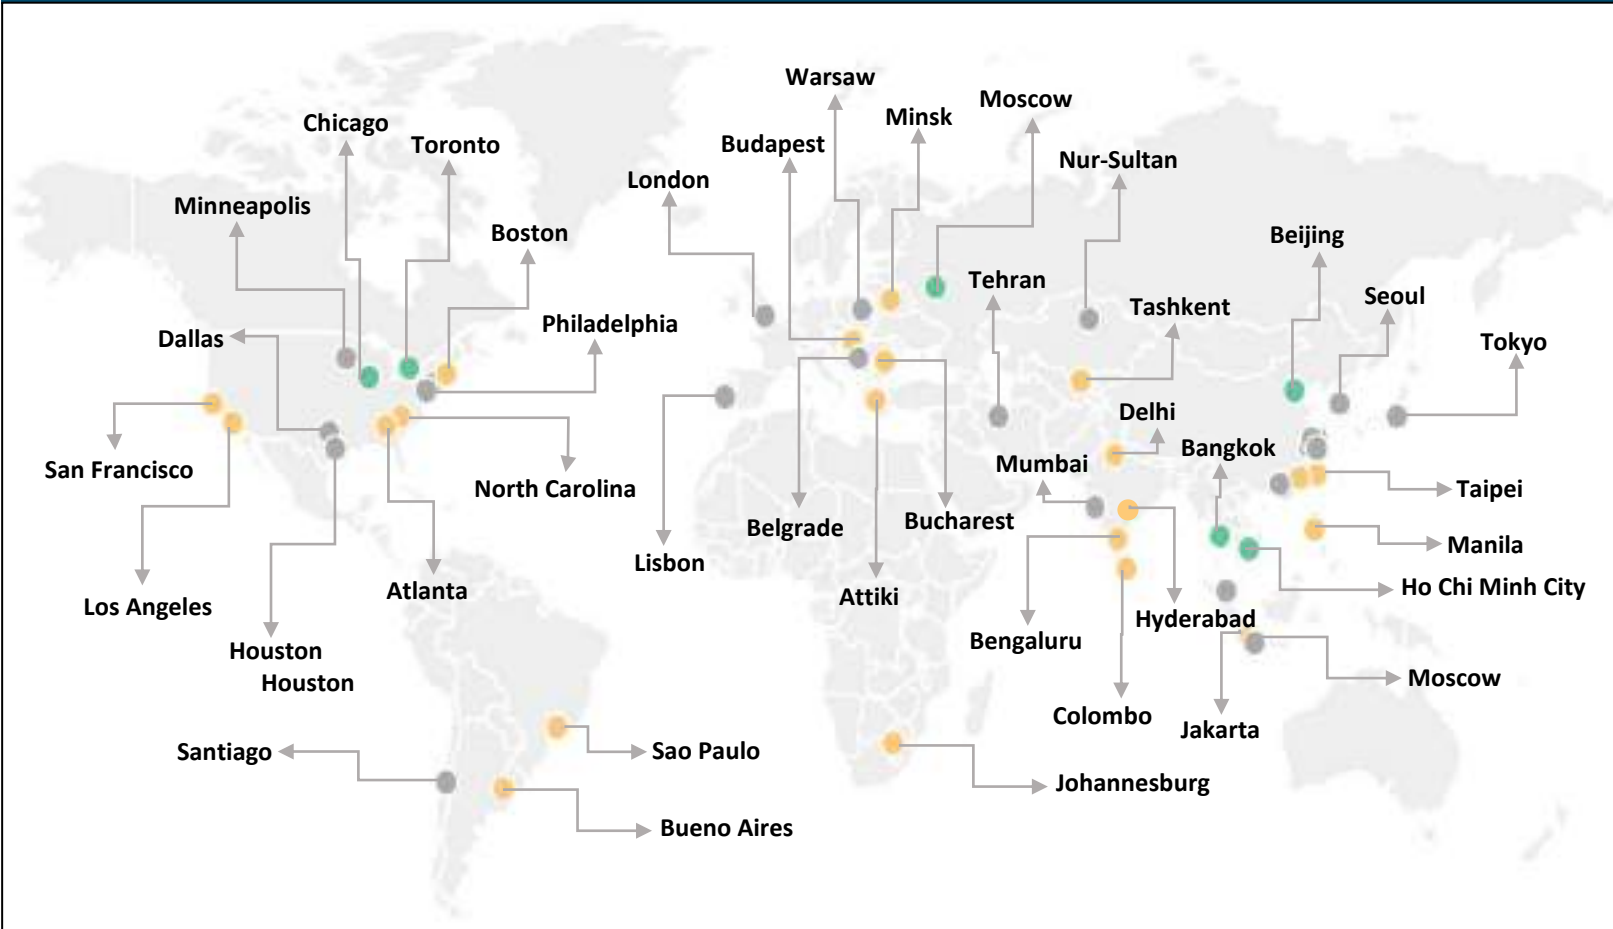 Warsaw
Moscow
Minsk
Chicago
Toronto
Budapest
Nur-Sultan
London
Minneapolis
Boston
Beijing
Tehran
Seoul
Tashkent
Philadelphia
Dallas
Tokyo
Delhi
Bangkok
Mumbai
San Francisco
North Carolina
Taipei
Belgrade
Bucharest
Manila
Lisbon
Ho Chi Minh City
Atlanta
Attiki
Los Angeles
Hyderabad
Bengaluru
Houston
Houston
Moscow
Colombo
Jakarta
Santiago
Sao Paulo
Johannesburg
Bueno Aires